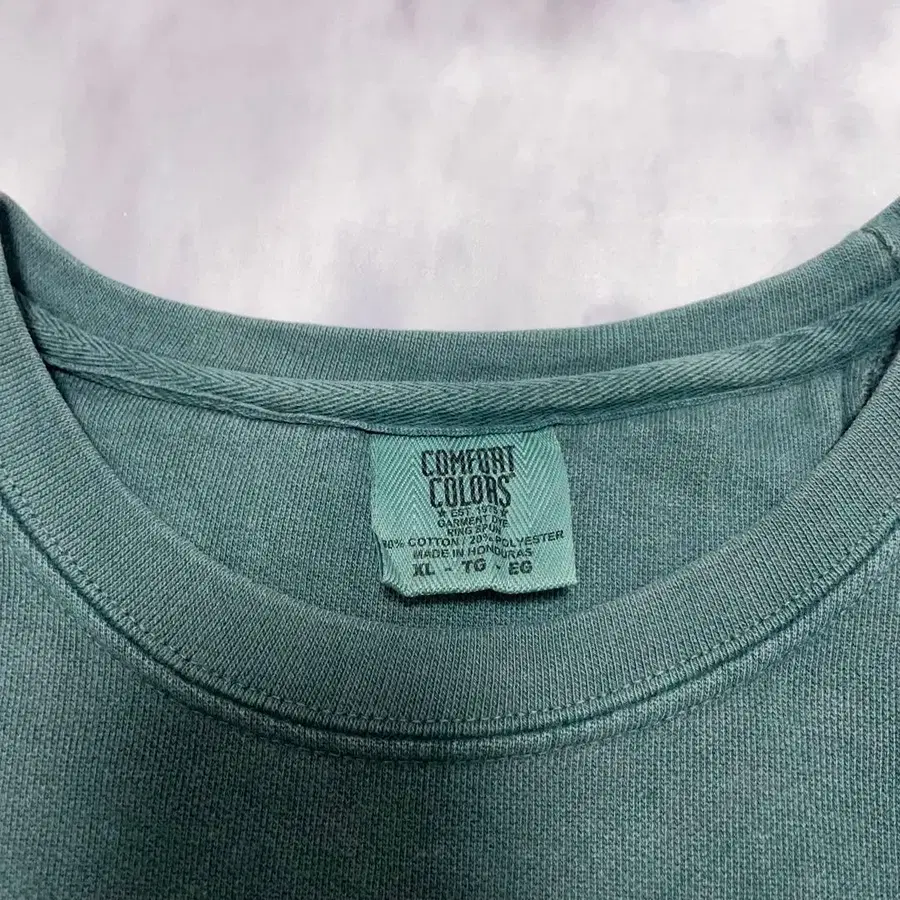 COMFORT
COLORS
★ EST. 1975 ★
GARMENT DYE
RING SPUN
80% COTTON / 20% POLYESTER
MADE IN HONDURAS
XL - TG - EG